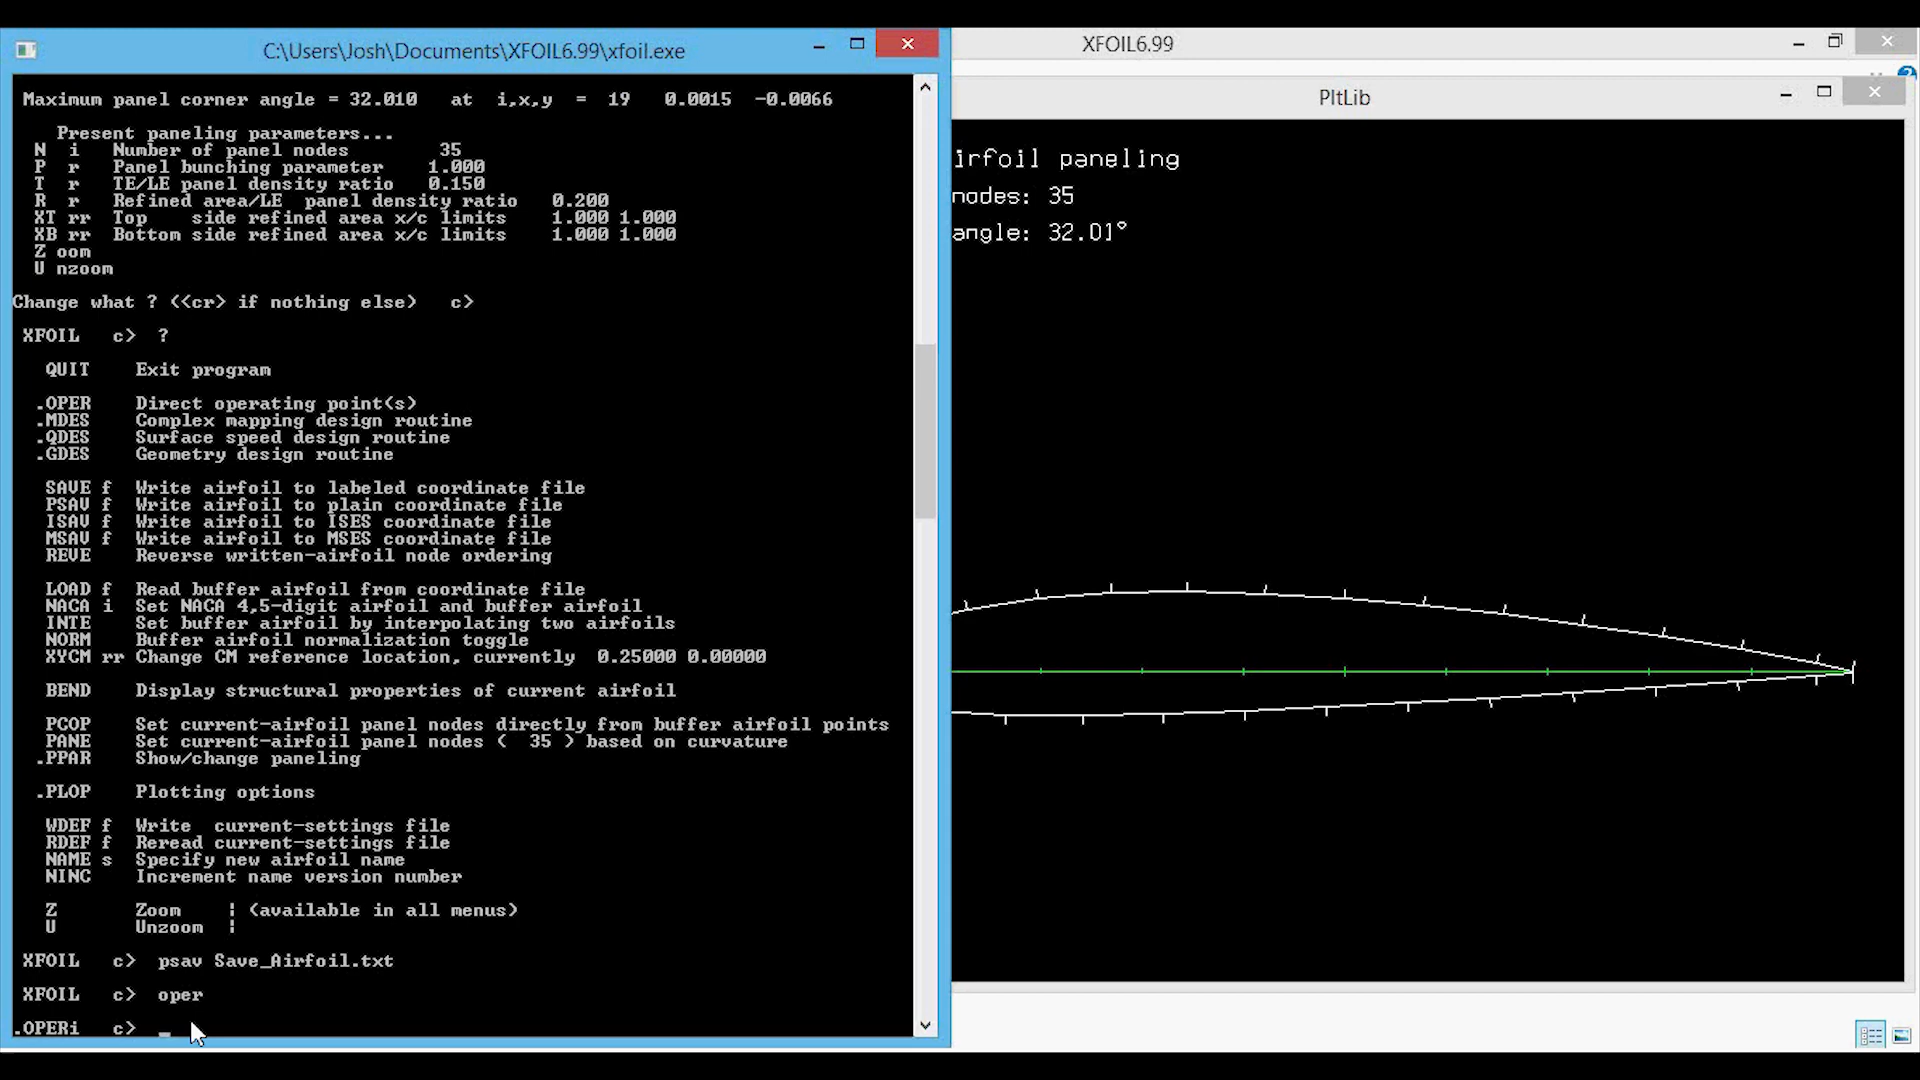 C:\Users\Josh\Documents\XFOIL6.99\xfoil.exe
Maximum panel corner angle = 32.010   at   i,x,y  =   19   0.0015  -0.0066
Present paneling parameters...
N  i   Number of panel nodes        35
P  r   Panel bunching parameter    1.000
T  r   TE/LE panel density ratio   0.150
R  r   Refined area/LE  panel density ratio   0.200
XT rr  Top    side refined area x/c limits    1.000 1.000
XB rr  Bottom side refined area x/c limits    1.000 1.000
Z oom
U nzoom
Change what ? (<cr> if nothing else)   c>
XFOIL   c>  ?
QUIT    Exit program
.OPER    Direct operating point(s)
.MDES    Complex mapping design routine
.QDES    Surface speed design routine
.GDES    Geometry design routine
SAVE f  Write airfoil to labeled coordinate file
PSAV f  Write airfoil to plain coordinate file
ISAV f  Write airfoil to ISES coordinate file
MSAV f  Write airfoil to MSES coordinate file
REVE    Reverse written-airfoil node ordering
LOAD f  Read buffer airfoil from coordinate file
NACA i  Set NACA 4,5-digit airfoil and buffer airfoil
INTE    Set buffer airfoil by interpolating two airfoils
NORM    Buffer airfoil normalization toggle
XYCM rr Change CM reference location, currently  0.25000 0.00000
BEND    Display structural properties of current airfoil
PCOP    Set current-airfoil panel nodes directly from buffer airfoil points
PANE    Set current-airfoil panel nodes (  35 ) based on curvature
.PPAR    Show/change paneling
.PLOP    Plotting options
WDEF f  Write  current-settings file
RDEF f  Reread current-settings file
NAME s  Specify new airfoil name
NINC    Increment name version number
Z       Zoom    | (available in all menus)
U       Unzoom  |
XFOIL   c>  psav Save_Airfoil.txt
XFOIL   c>  oper
.OPERi   c>  _
XFOIL6.99
PltLib
irfoil paneling
nodes: 35
angle: 32.01°